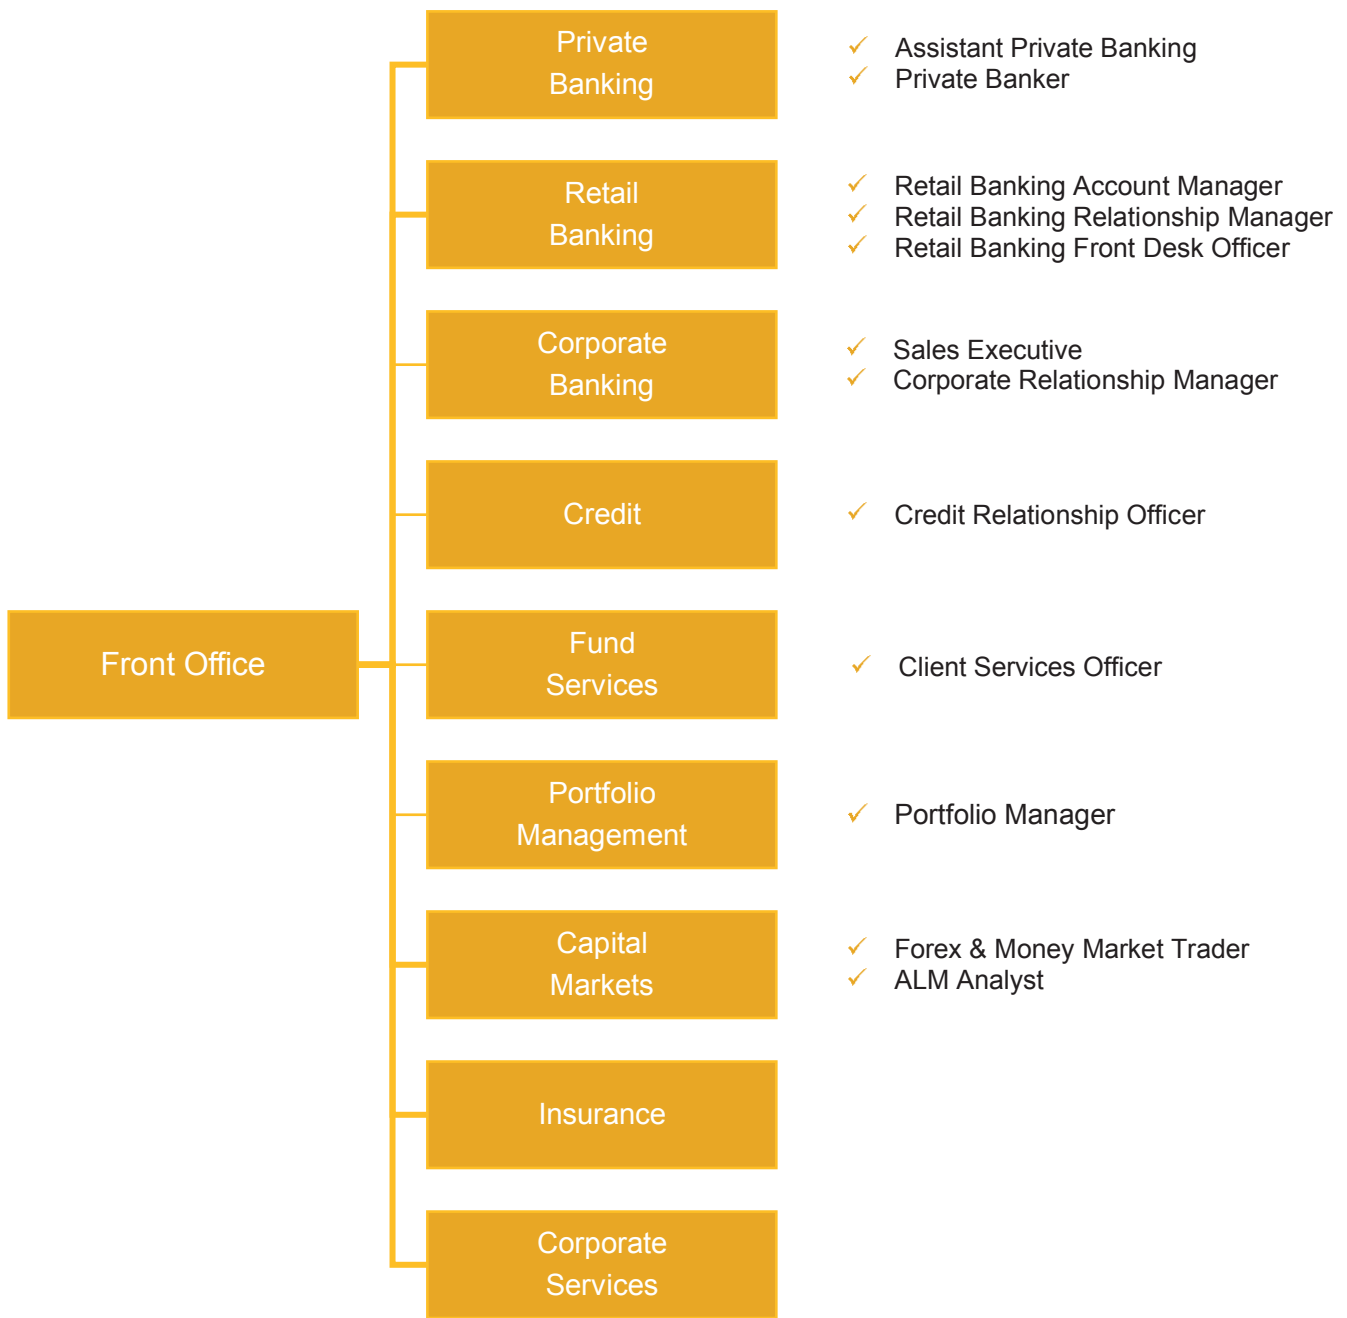 Private
Banking
Assistant Private Banking
Private Banker
Retail
Banking
Retail Banking Account Manager
Retail Banking Relationship Manager
Retail Banking Front Desk Officer
Corporate
Banking
Sales Executive
Corporate Relationship Manager
Credit
Credit Relationship Officer
Front Office
Fund
Services
Client Services Officer
Portfolio
Management
Portfolio Manager
Capital
Markets
Forex & Money Market Trader
ALM Analyst
Insurance
Corporate
Services